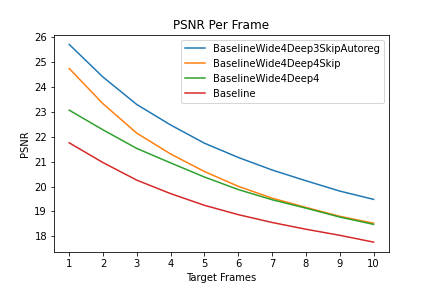 PSNR Per Frame
BaselineWide4Deep3SkipAutoreg
BaselineWide4Deep4Skip
BaselineWide4Deep4
Baseline
PSNR
26
25
24
23
22
21
20
19
18
1 2 3 4 5 6 7 8 9 10
Target Frames